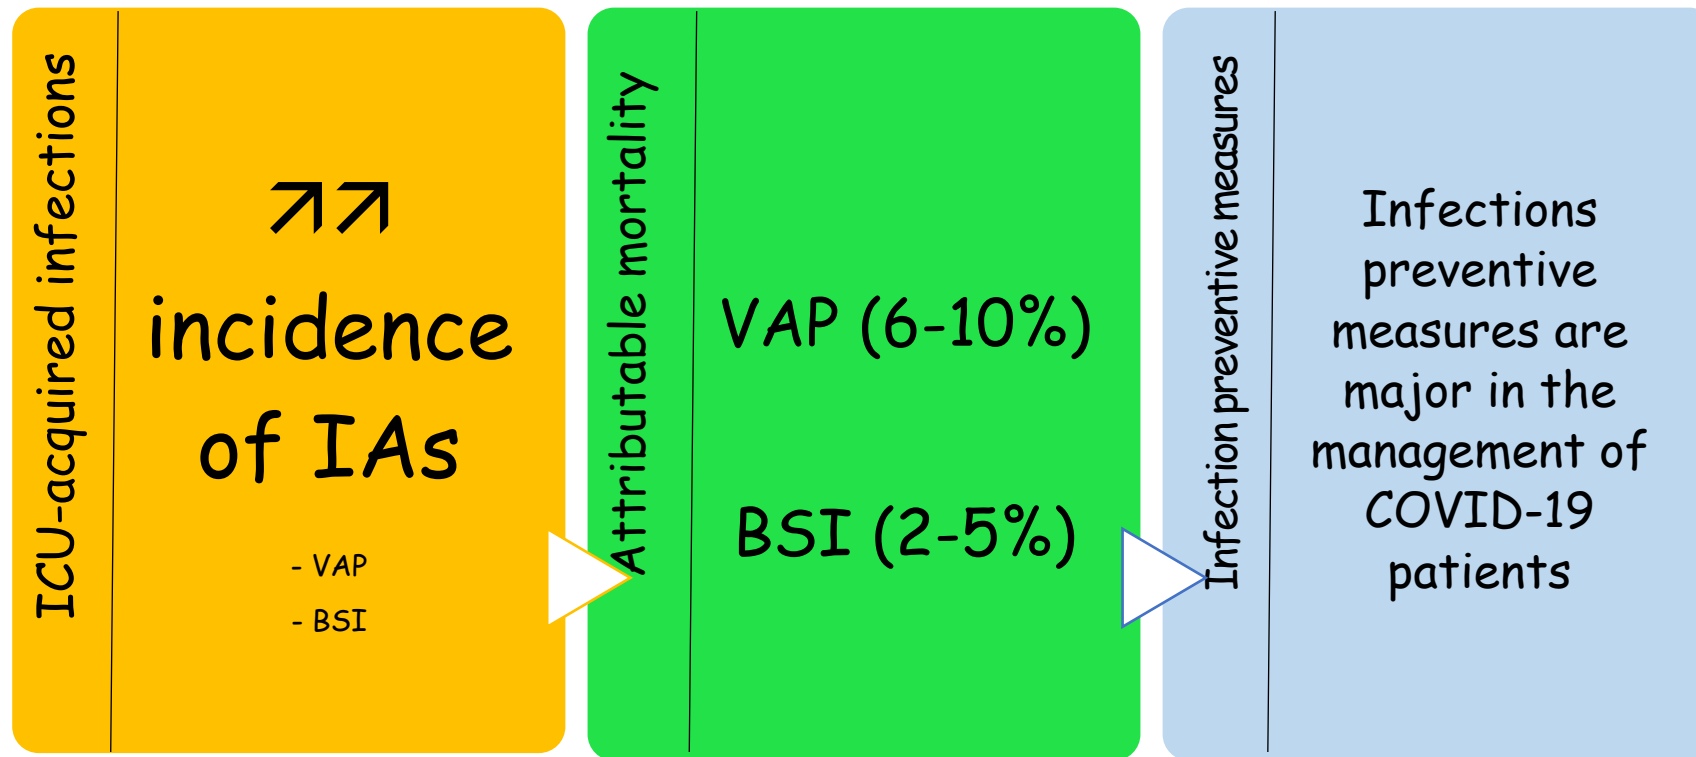 ICU-acquired infections
↗↗
incidence
of IAs
- VAP
- BSI
Attributable mortality
VAP (6-10%)
BSI (2-5%)
Infection preventive measures
Infections
preventive
measures are
major in the
management of
COVID-19
patients